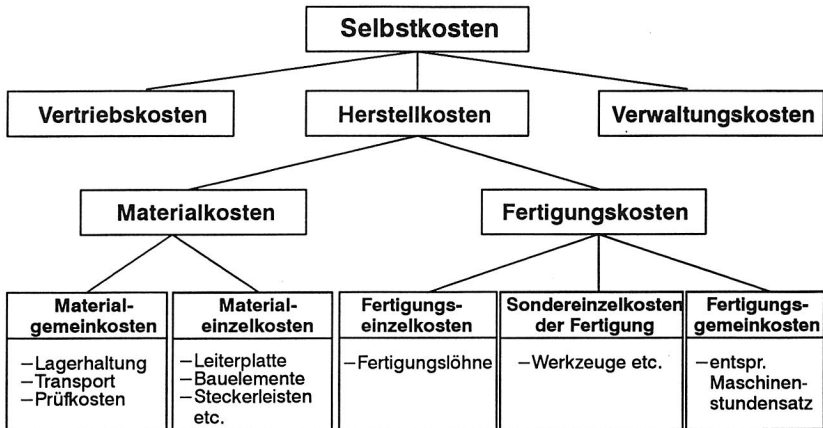 Selbstkosten
Vertriebskosten
Herstellkosten
Verwaltungskosten
Materialkosten
Fertigungskosten
Material-
gemeinkosten
–Lagerhaltung
–Transport
–Prüfkosten
Material-
einzelkosten
–Leiterplatte
–Bauelemente
–Steckerleisten
etc.
Fertigungs-
einzelkosten
–Fertigungslöhne
Sondereinzelkosten
der Fertigung
–Werkzeuge etc.
Fertigungs-
gemeinkosten
–entspr.
Maschinen-
stundensatz